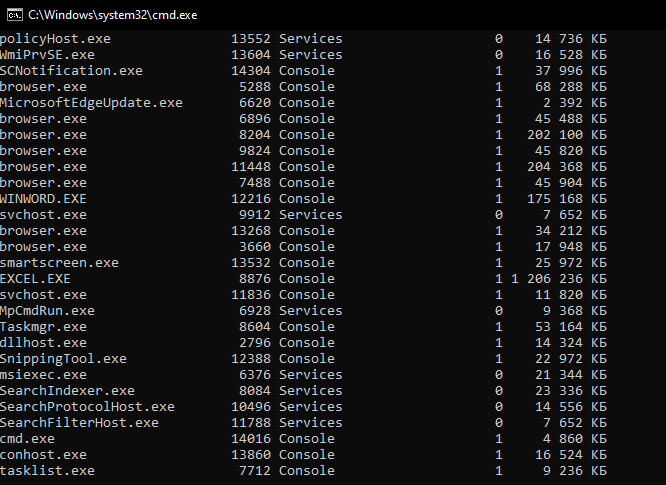 C:\Windows\system32\cmd.exe
policyHost.exe 13552 Services 0 14 736 КБ
WmiPrvSE.exe 13604 Services 0 16 528 КБ
SCNotification.exe 14304 Console 1 37 996 КБ
browser.exe 5288 Console 1 68 288 КБ
MicrosoftEdgeUpdate.exe 6620 Console 1 2 392 КБ
browser.exe 6896 Console 1 45 488 КБ
browser.exe 8204 Console 1 202 100 КБ
browser.exe 9824 Console 1 45 820 КБ
browser.exe 11448 Console 1 204 368 КБ
browser.exe 7488 Console 1 45 904 КБ
WINWORD.EXE 12216 Console 1 175 168 КБ
svchost.exe 9912 Services 0 7 652 КБ
browser.exe 13268 Console 1 34 212 КБ
browser.exe 3660 Console 1 17 948 КБ
smartscreen.exe 13532 Console 1 25 972 КБ
EXCEL.EXE 8876 Console 1 1 206 236 КБ
svchost.exe 11836 Console 1 11 820 КБ
MpCmdRun.exe 6928 Services 0 9 368 КБ
Taskmgr.exe 8604 Console 1 53 164 КБ
dllhost.exe 2796 Console 1 14 324 КБ
SnippingTool.exe 12388 Console 1 22 972 КБ
msiexec.exe 6376 Services 0 21 344 КБ
SearchIndexer.exe 8084 Services 0 23 336 КБ
SearchProtocolHost.exe 10496 Services 0 14 556 КБ
SearchFilterHost.exe 11788 Services 0 7 652 КБ
cmd.exe 14016 Console 1 4 860 КБ
conhost.exe 13860 Console 1 16 524 КБ
tasklist.exe 7712 Console 1 9 236 КБ